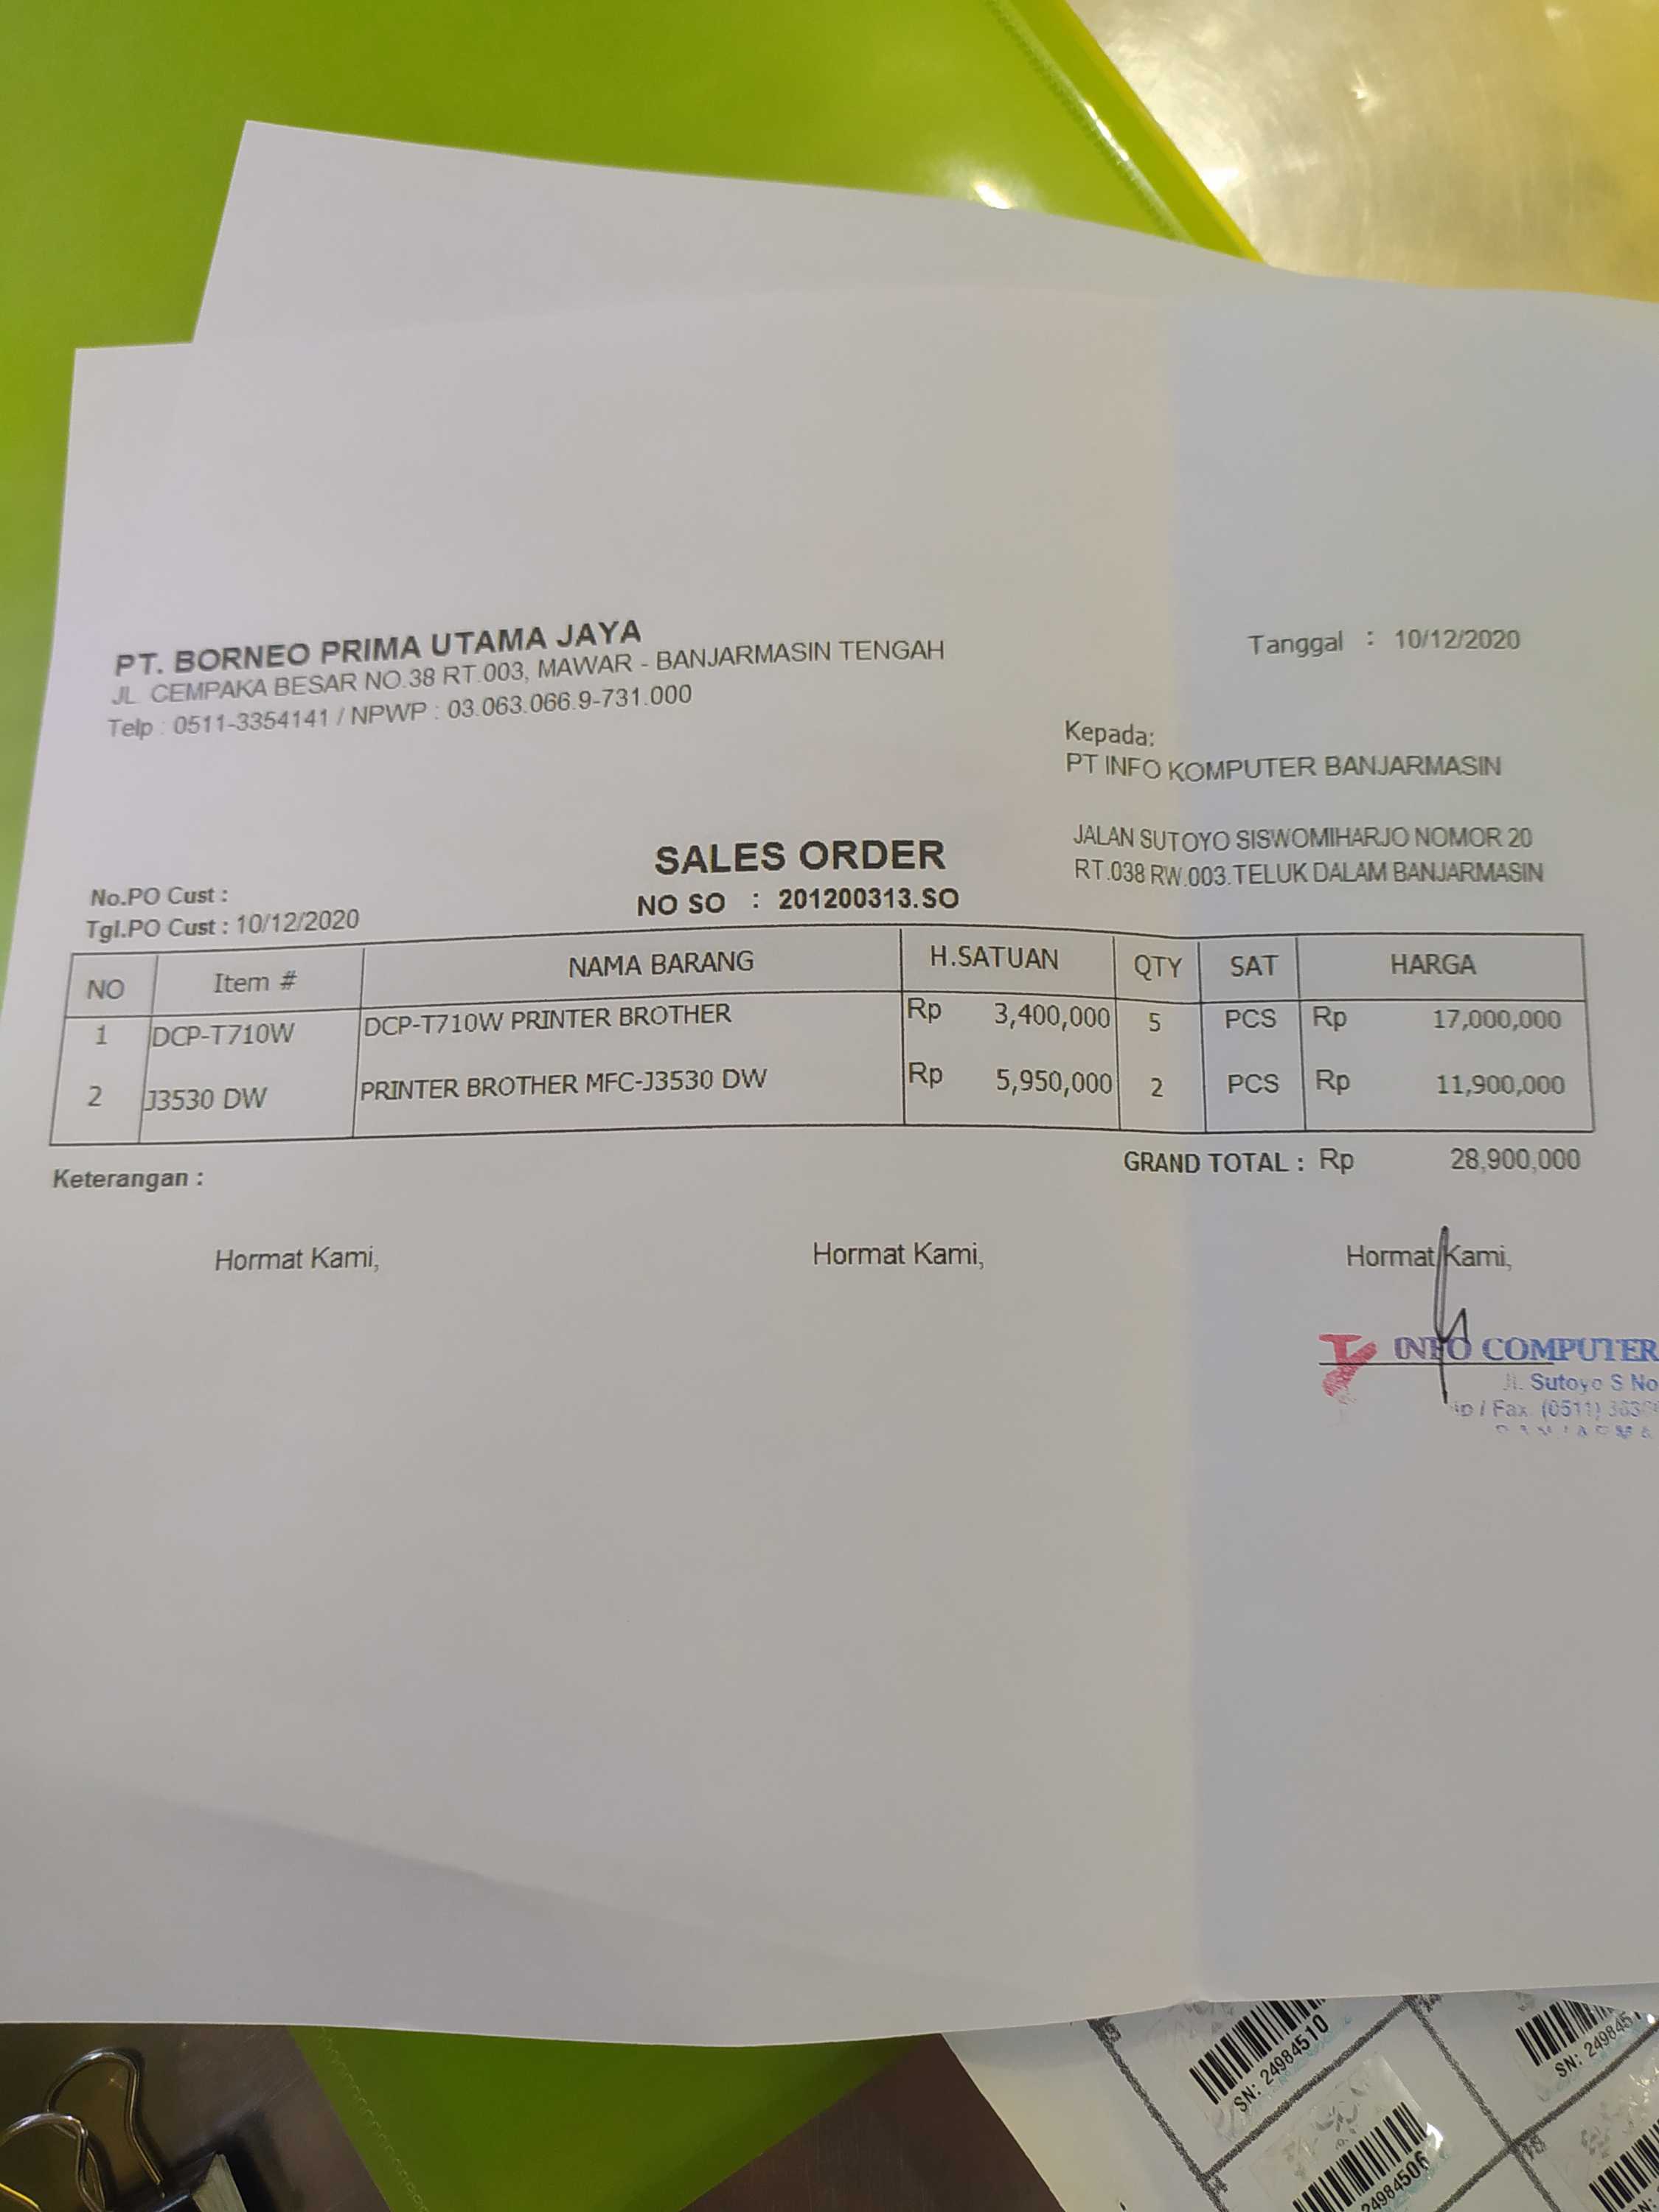 PT. BORNEO PRIMA UTAMA JAYA
JL. CEMPAKA BESAR NO.38 RT.003, MAWAR - BANJARMASIN TENGAH
Telp : 0511-3354141 / NPWP : 03.063.066.9-731.000
Tanggal : 10/12/2020
Kepada:
PT INFO KOMPUTER BANJARMASIN
JALAN SUTOYO SISWOMIHARJO NOMOR 20
RT.038 RW.003.TELUK DALAM BANJARMASIN
SALES ORDER
NO SO : 201200313.SO
No.PO Cust :
Tgl.PO Cust : 10/12/2020
NO Item # NAMA BARANG H.SATUAN QTY SAT HARGA
1 DCP-T710W DCP-T710W PRINTER BROTHER Rp 3,400,000 5 PCS Rp 17,000,000
2 J3530 DW PRINTER BROTHER MFC-J3530 DW Rp 5,950,000 2 PCS Rp 11,900,000
GRAND TOTAL : Rp 28,900,000
Keterangan :
Hormat Kami, Hormat Kami, Hormat Kami,
INFO COMPUTER
Jl. Sutoyo S No
/ Fax. (0511)
SN: 24984510
24984506